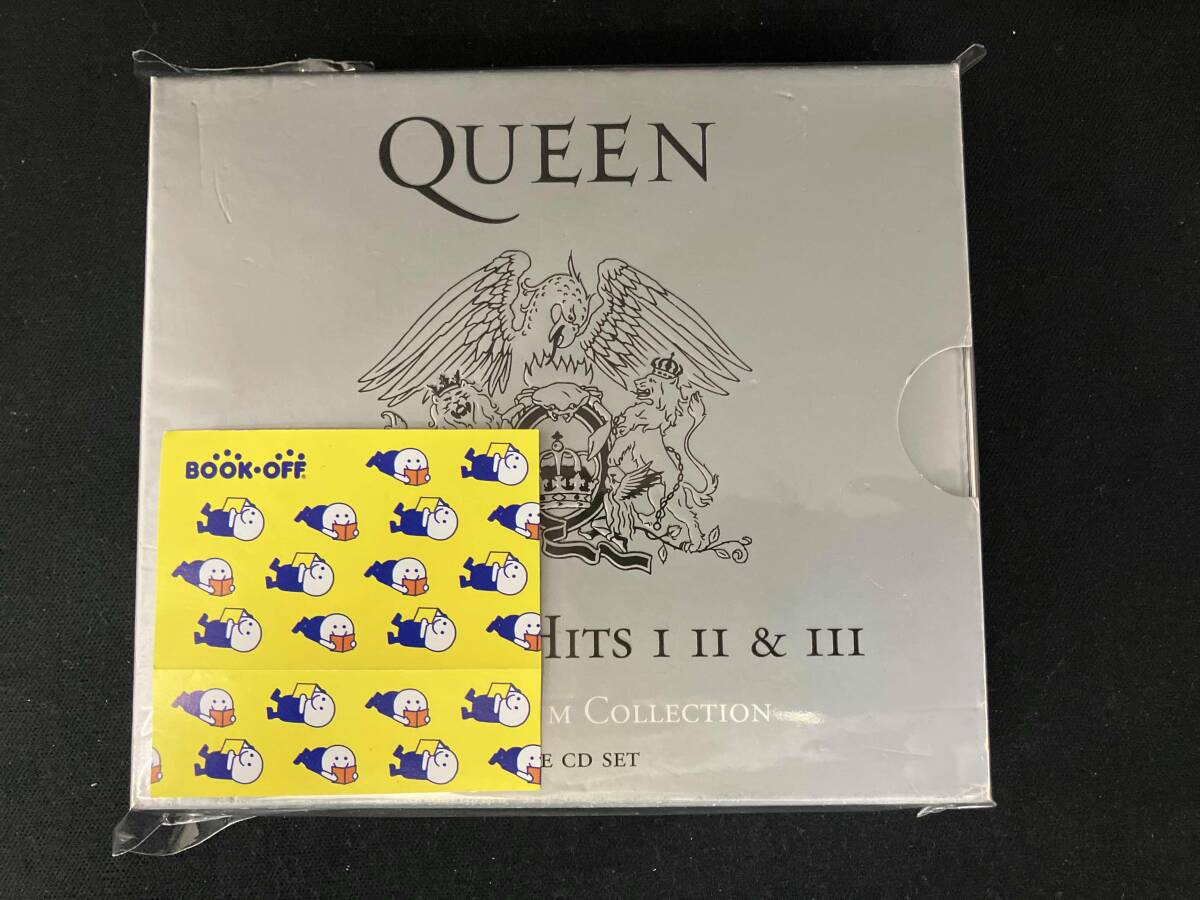 QUEEN
BOOK·OFF
HITS I II & III
COLLECTION
CD SET